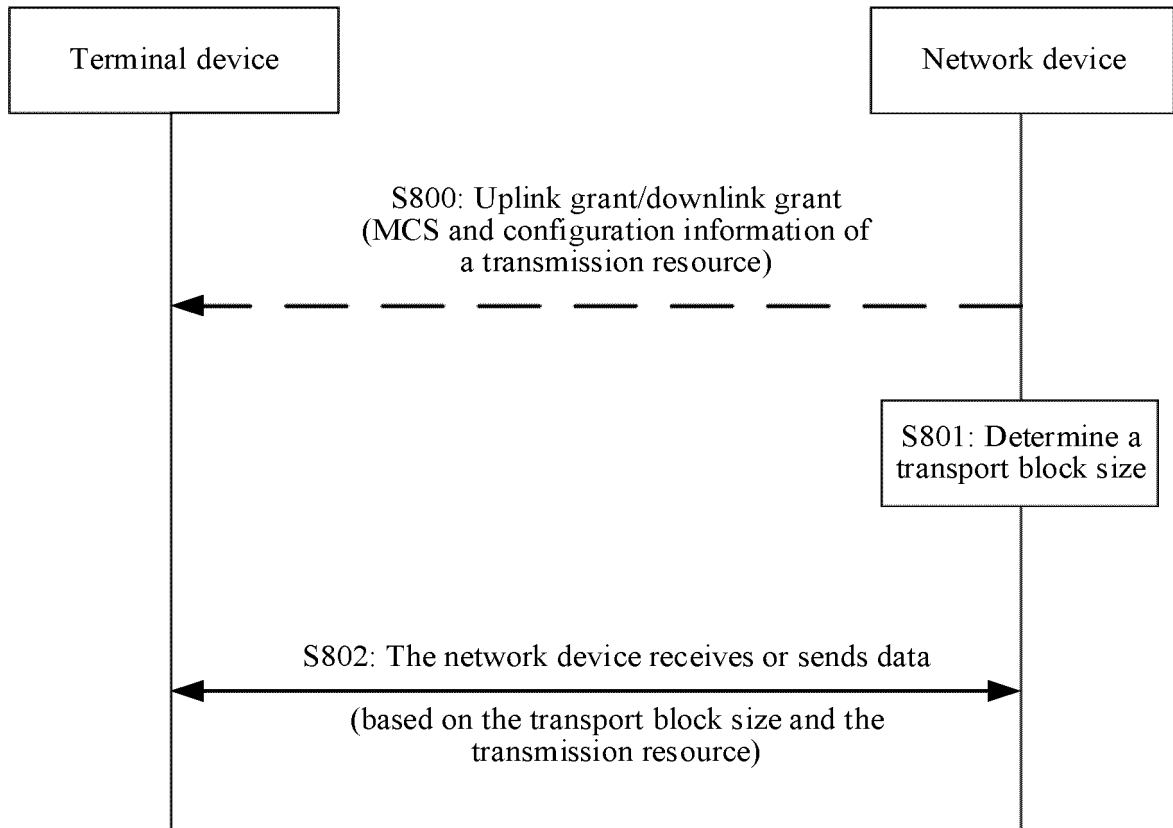 Terminal device
Network device
S800: Uplink grant/downlink grant
(MCS and configuration information of
a transmission resource)
S801: Determine a
transport block size
S802: The network device receives or sends data
(based on the transport block size and the
transmission resource)